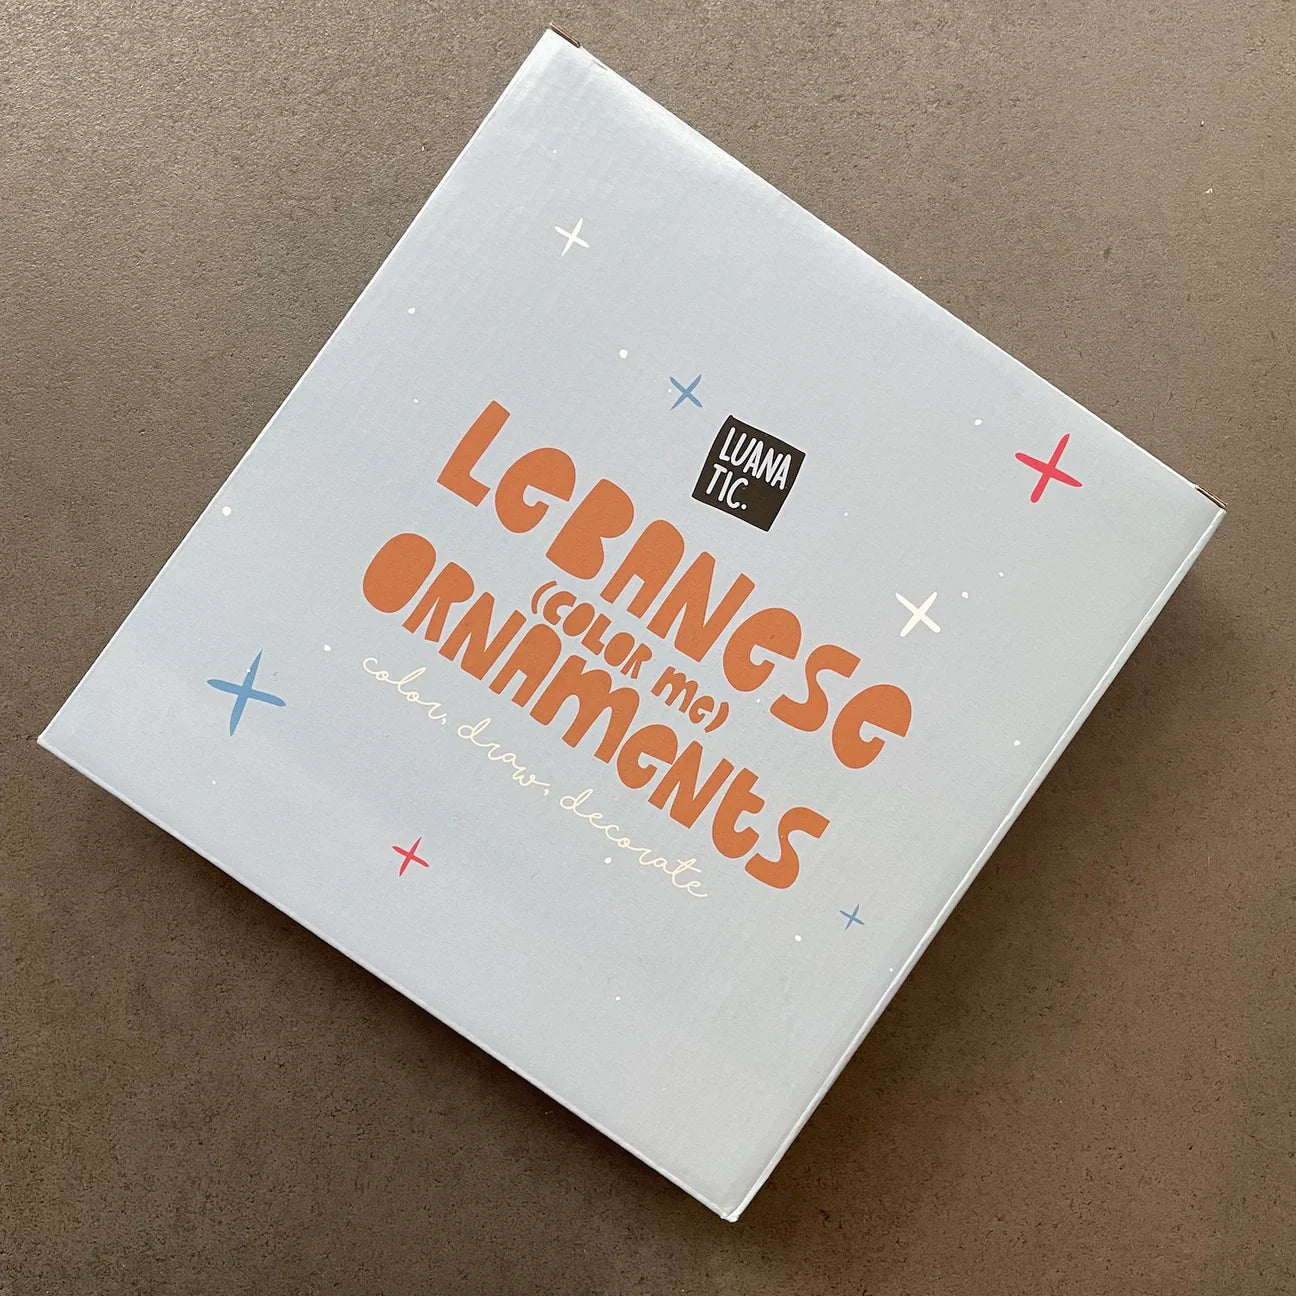 LUANA
TIC.
LeBANeSe
(COLOR me)
ORNAmeNtS
color, draw, decorate